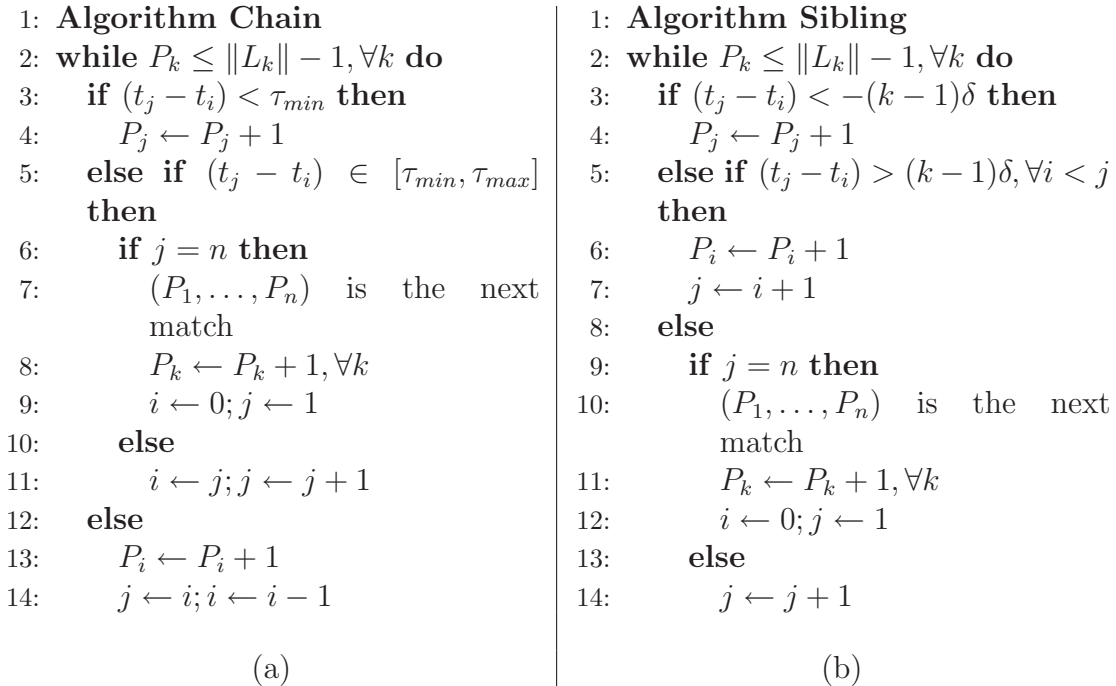 1: Algorithm Chain
2: while P_k ≤ ‖L_k‖ − 1, ∀k do
3: if (t_j − t_i) < τ_min then
4: P_j ← P_j + 1
5: else if (t_j − t_i) ∈ [τ_min, τ_max]
then
6: if j = n then
7: (P_1, . . . , P_n) is the next
match
8: P_k ← P_k + 1, ∀k
9: i ← 0; j ← 1
10: else
11: i ← j; j ← j + 1
12: else
13: P_i ← P_i + 1
14: j ← i; i ← i − 1
(a)
1: Algorithm Sibling
2: while P_k ≤ ‖L_k‖ − 1, ∀k do
3: if (t_j − t_i) < −(k − 1)δ then
4: P_j ← P_j + 1
5: else if (t_j − t_i) > (k − 1)δ, ∀i < j
then
6: P_i ← P_i + 1
7: j ← i + 1
8: else
9: if j = n then
10: (P_1, . . . , P_n) is the next
match
11: P_k ← P_k + 1, ∀k
12: i ← 0; j ← 1
13: else
14: j ← j + 1
(b)